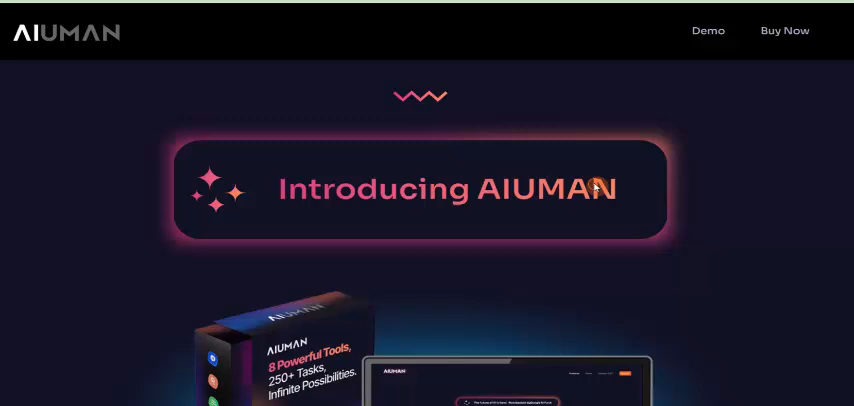 AIUMAN
Demo
Buy Now
Introducing AIUMAN
AIUMAN
AIUMAN
8 Powerful Tools,
250+ Tasks,
Infinite Possibilities.
AIUMAN